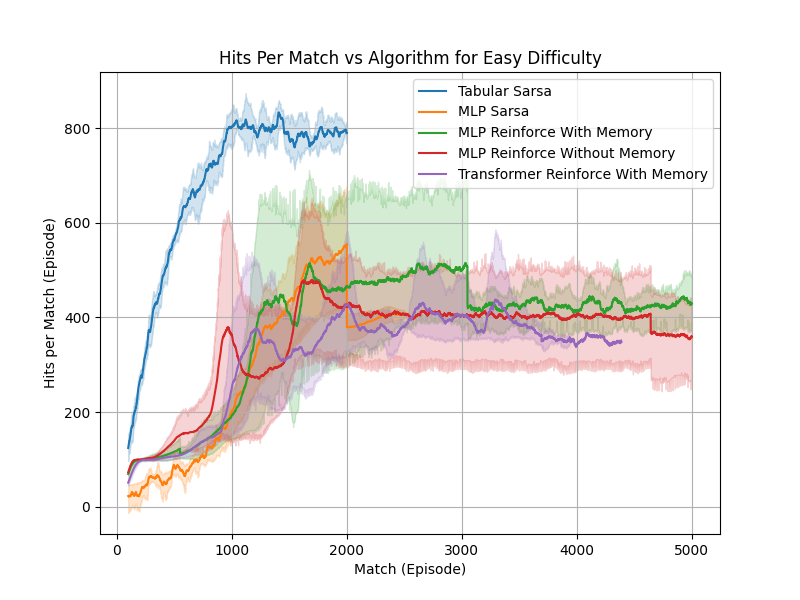 Hits Per Match vs Algorithm for Easy Difficulty
Hits per Match (Episode)
800
600
400
200
0
Tabular Sarsa
MLP Sarsa
MLP Reinforce With Memory
MLP Reinforce Without Memory
Transformer Reinforce With Memory
0 1000 2000 3000 4000 5000
Match (Episode)